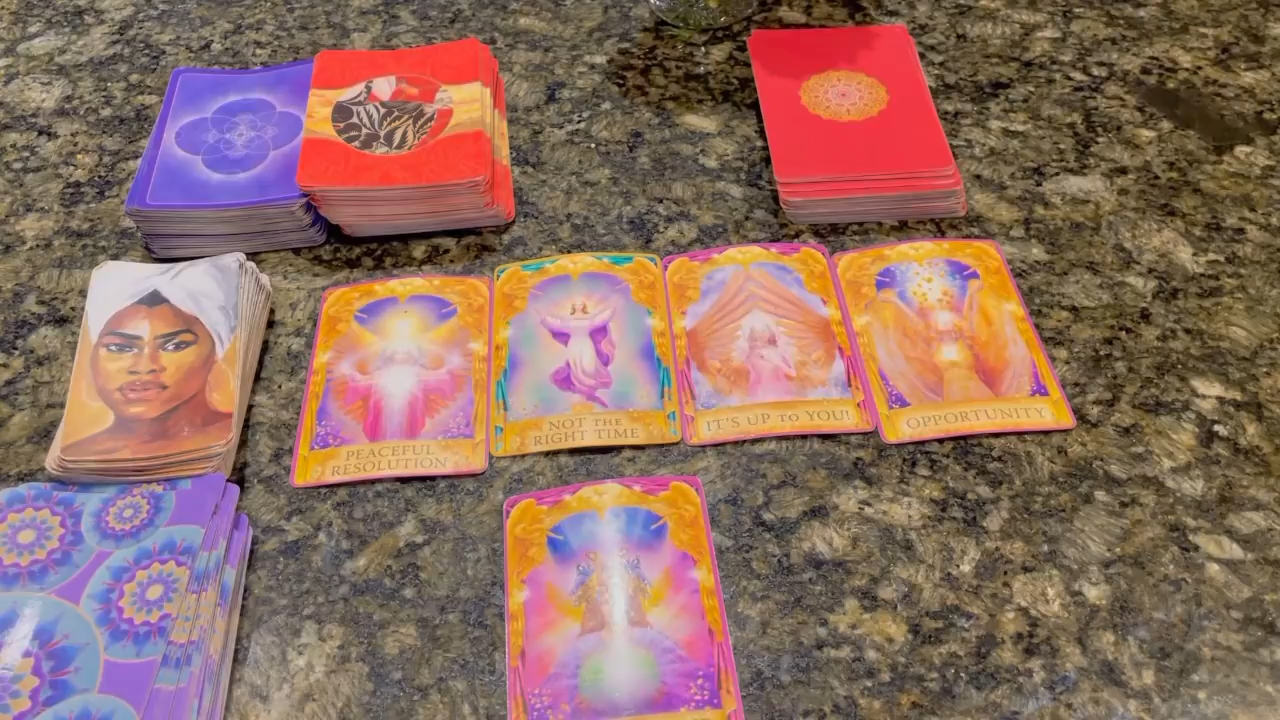 PEACEFUL
RESOLUTION
NOT THE
RIGHT TIME
IT'S UP TO YOU!
OPPORTUNITY